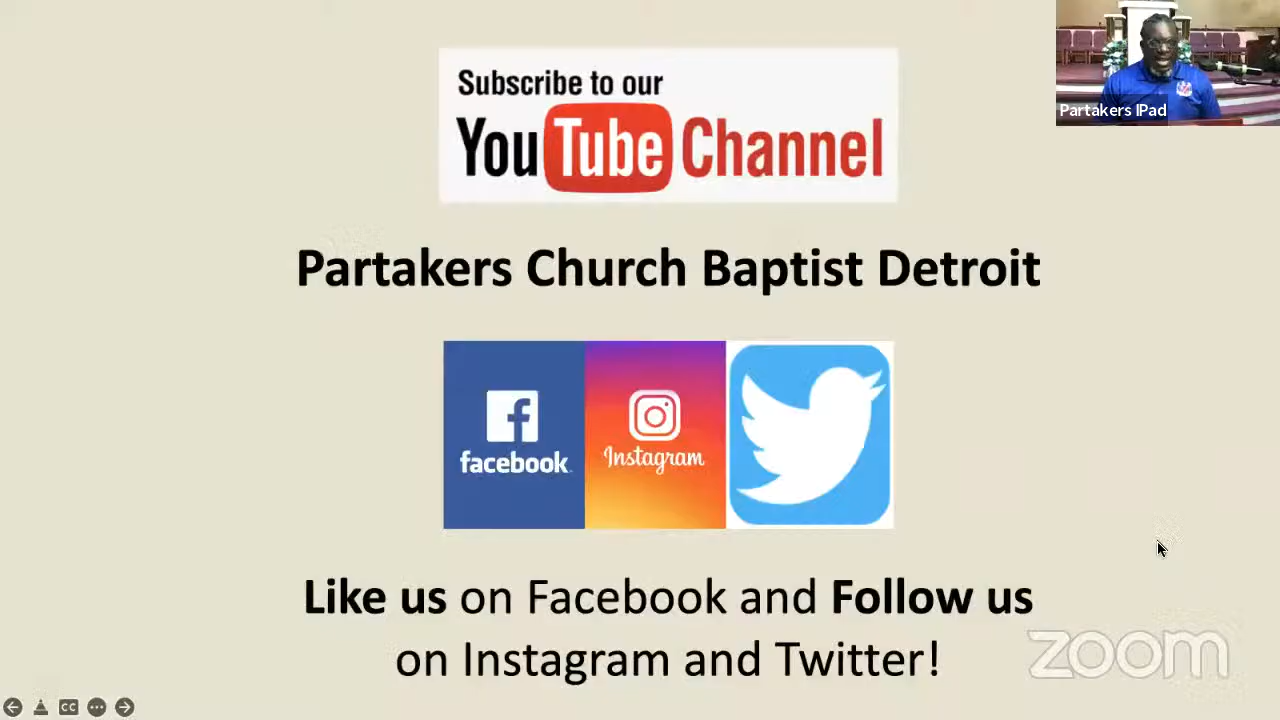 Subscribe to our
YouTube Channel
Partakers IPad
Partakers Church Baptist Detroit
facebook
Instagram
Like us on Facebook and Follow us
on Instagram and Twitter!
zoom
CC